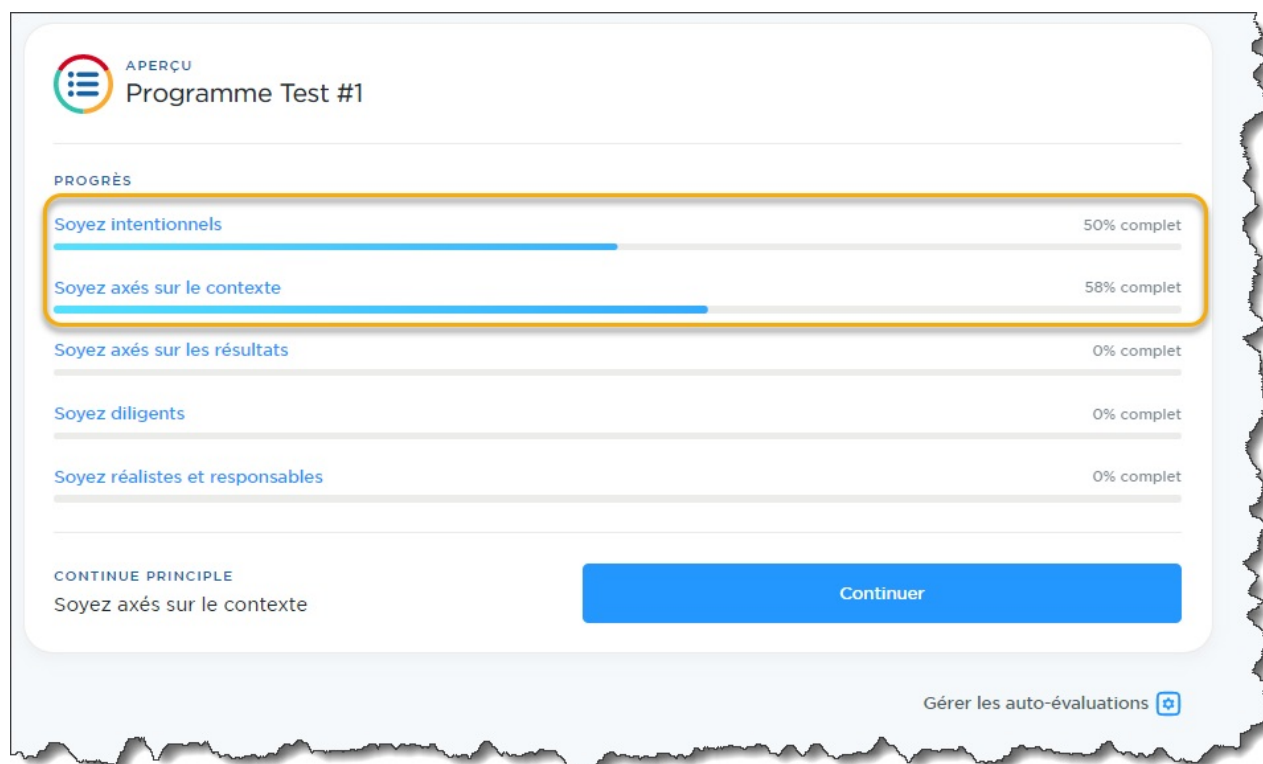 APERÇU
Programme Test #1
PROGRÈS
Soyez intentionnels 50% complet
Soyez axés sur le contexte 58% complet
Soyez axés sur les résultats 0% complet
Soyez diligents 0% complet
Soyez réalistes et responsables 0% complet
CONTINUE PRINCIPLE
Soyez axés sur le contexte
Continuer
Gérer les auto-évaluations